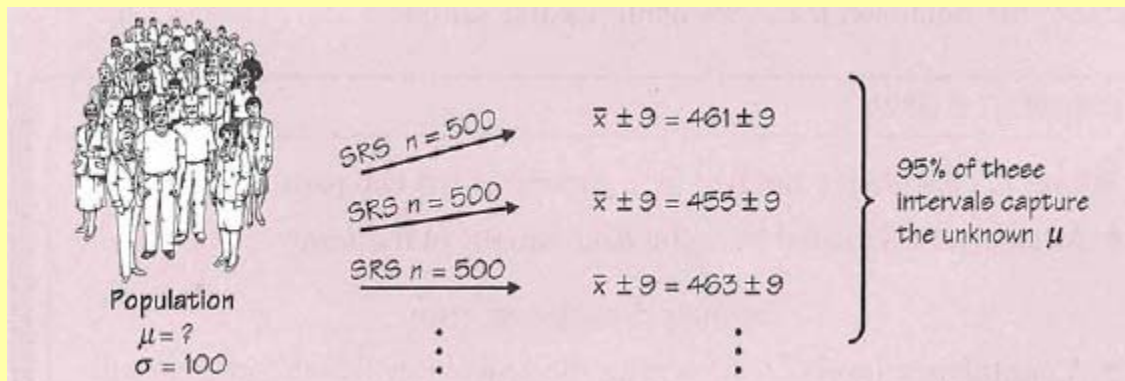 SRS n = 500
x̄ ± 9 = 461 ± 9
SRS n = 500
x̄ ± 9 = 455 ± 9
SRS n = 500
x̄ ± 9 = 463 ± 9
95% of these
intervals capture
the unknown μ
Population
μ = ?
σ = 100